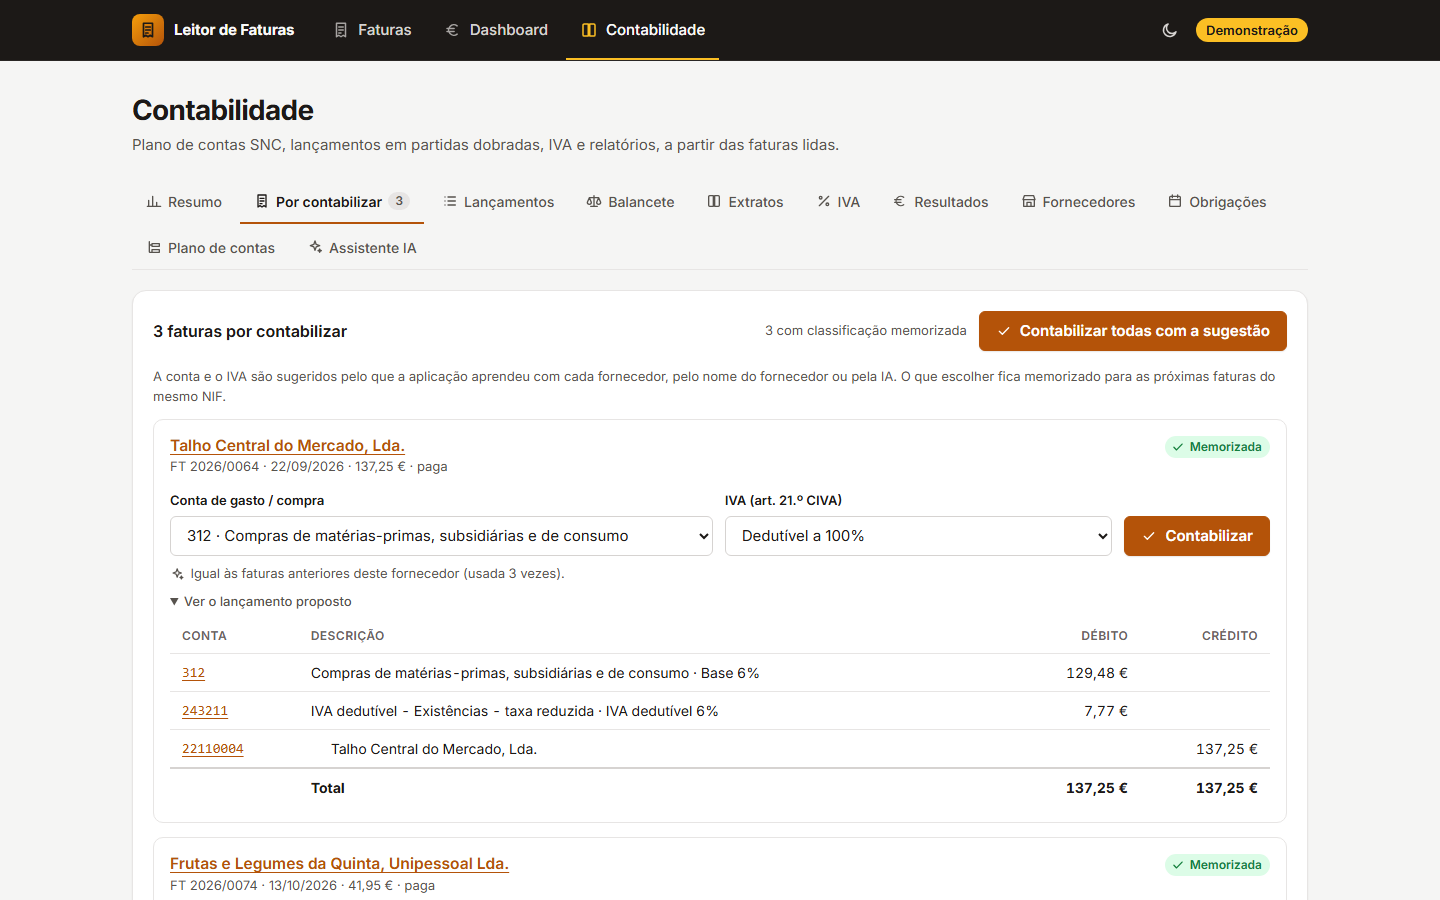 Leitor de Faturas
Faturas
Dashboard
Contabilidade
Demonstração
Contabilidade
Plano de contas SNC, lançamentos em partidas dobradas, IVA e relatórios, a partir das faturas lidas.
Resumo
Por contabilizar 3
Lançamentos
Balancete
Extratos
IVA
Resultados
Fornecedores
Obrigações
Plano de contas
Assistente IA
3 faturas por contabilizar
3 com classificação memorizada
Contabilizar todas com a sugestão
A conta e o IVA são sugeridos pelo que a aplicação aprendeu com cada fornecedor, pelo nome do fornecedor ou pela IA. O que escolher fica memorizado para as próximas faturas do
mesmo NIF.
Talho Central do Mercado, Lda.
Memorizada
FT 2026/0064 · 22/09/2026 · 137,25 € · paga
Conta de gasto / compra
IVA (art. 21.º CIVA)
312 · Compras de matérias-primas, subsidiárias e de consumo
Dedutível a 100%
Contabilizar
Igual às faturas anteriores deste fornecedor (usada 3 vezes).
Ver o lançamento proposto
CONTA DESCRIÇÃO DÉBITO CRÉDITO
312 Compras de matérias-primas, subsidiárias e de consumo · Base 6% 129,48 €
243211 IVA dedutível - Existências - taxa reduzida · IVA dedutível 6% 7,77 €
22110004 Talho Central do Mercado, Lda. 137,25 €
Total 137,25 € 137,25 €
Frutas e Legumes da Quinta, Unipessoal Lda.
Memorizada
FT 2026/0074 · 13/10/2026 · 41,95 € · paga